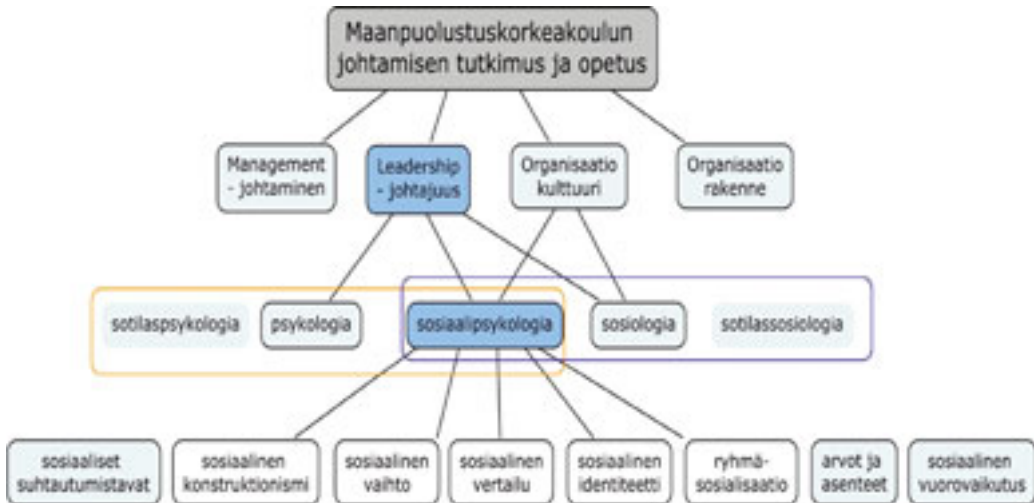 Maanpuolustuskorkeakoulun
johtamisen tutkimus ja opetus
Management
- johtaminen
Leadership
- johtajuus
Organisaatio
kulttuuri
Organisaatio
rakenne
sotilaspsykologia
psykologia
sosiaalipsykologia
sosiologia
sotilassosiologia
sosiaaliset
suhtautumistavat
sosiaalinen
konstruktionismi
sosiaalinen
vaihto
sosiaalinen
vertailu
sosiaalinen
identiteetti
ryhmä-
sosialisaatio
arvot ja
asenteet
sosiaalinen
vuorovaikutus